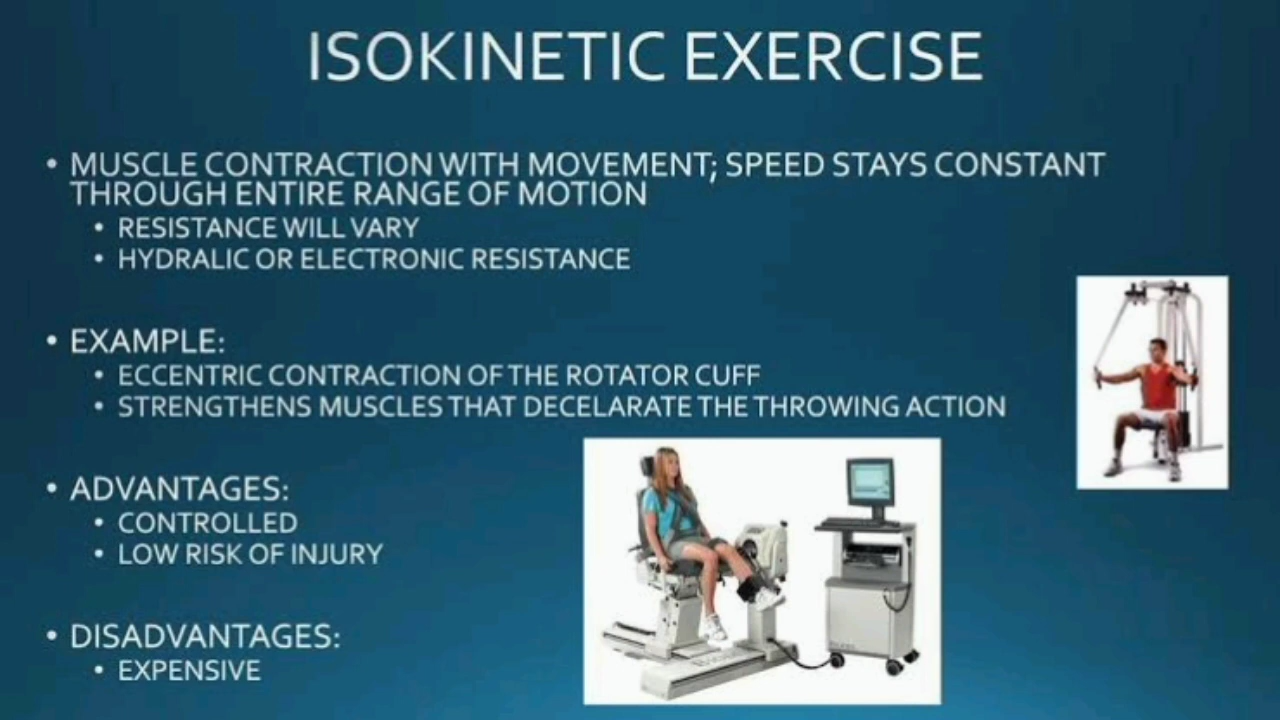 ISOKINETIC EXERCISE
• MUSCLE CONTRACTION WITH MOVEMENT; SPEED STAYS CONSTANT
THROUGH ENTIRE RANGE OF MOTION
• RESISTANCE WILL VARY
• HYDRALIC OR ELECTRONIC RESISTANCE
• EXAMPLE:
• ECCENTRIC CONTRACTION OF THE ROTATOR CUFF
• STRENGTHENS MUSCLES THAT DECELARATE THE THROWING ACTION
• ADVANTAGES:
• CONTROLLED
• LOW RISK OF INJURY
• DISADVANTAGES:
• EXPENSIVE